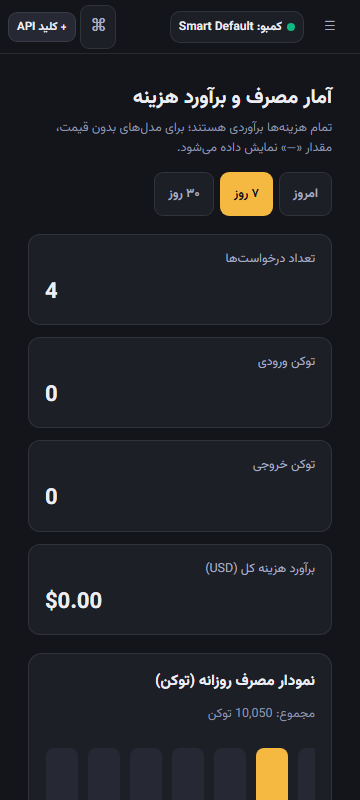 ☰
کمبو: Smart Default
⌘
+ کلید API
آمار مصرف و برآورد هزینه
تمام هزینه‌ها برآوردی هستند؛ برای مدل‌های بدون قیمت،
مقدار «—» نمایش داده می‌شود.
امروز
۷ روز
۳۰ روز
تعداد درخواست‌ها
4
توکن ورودی
0
توکن خروجی
0
برآورد هزینه کل (USD)
$0.00
نمودار مصرف روزانه (توکن)
مجموع: 10,050 توکن